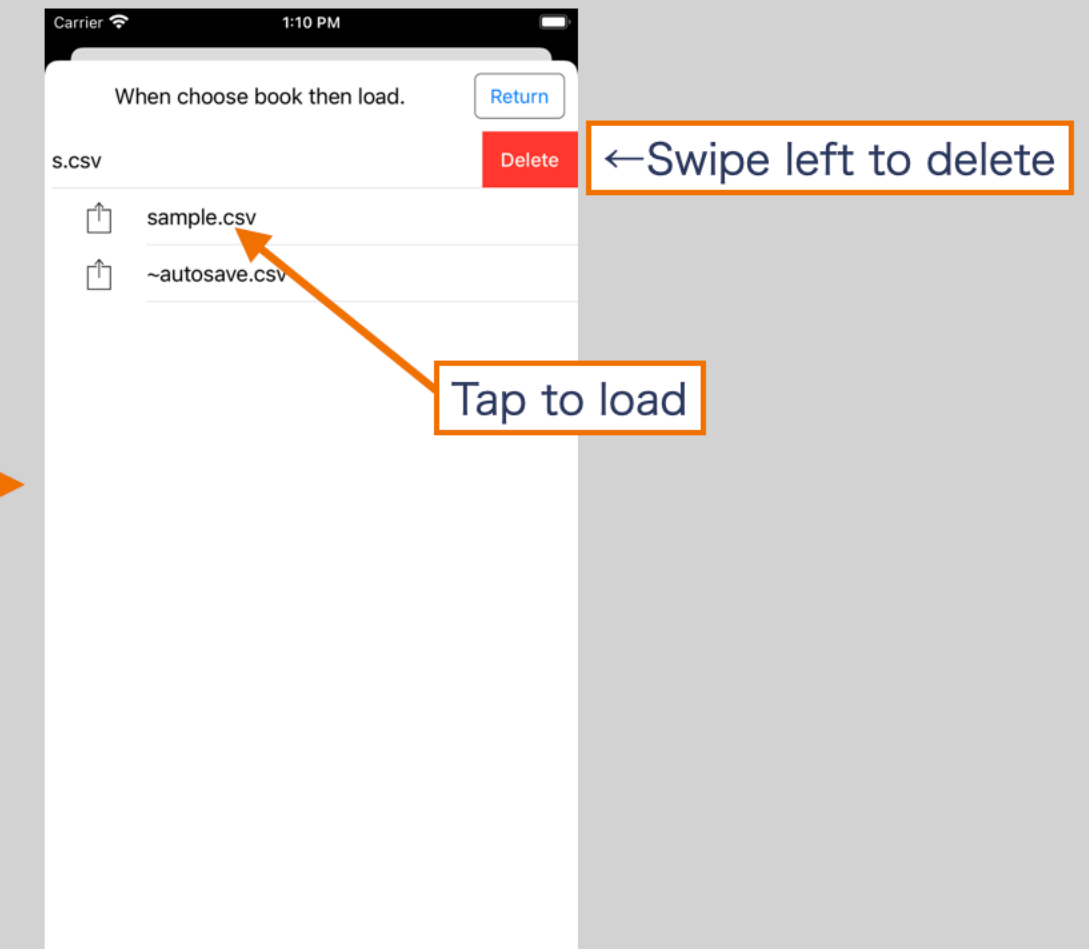 Carrier 1:10 PM
When choose book then load. Return
s.csv Delete
←Swipe left to delete
sample.csv
~autosave.csv
Tap to load